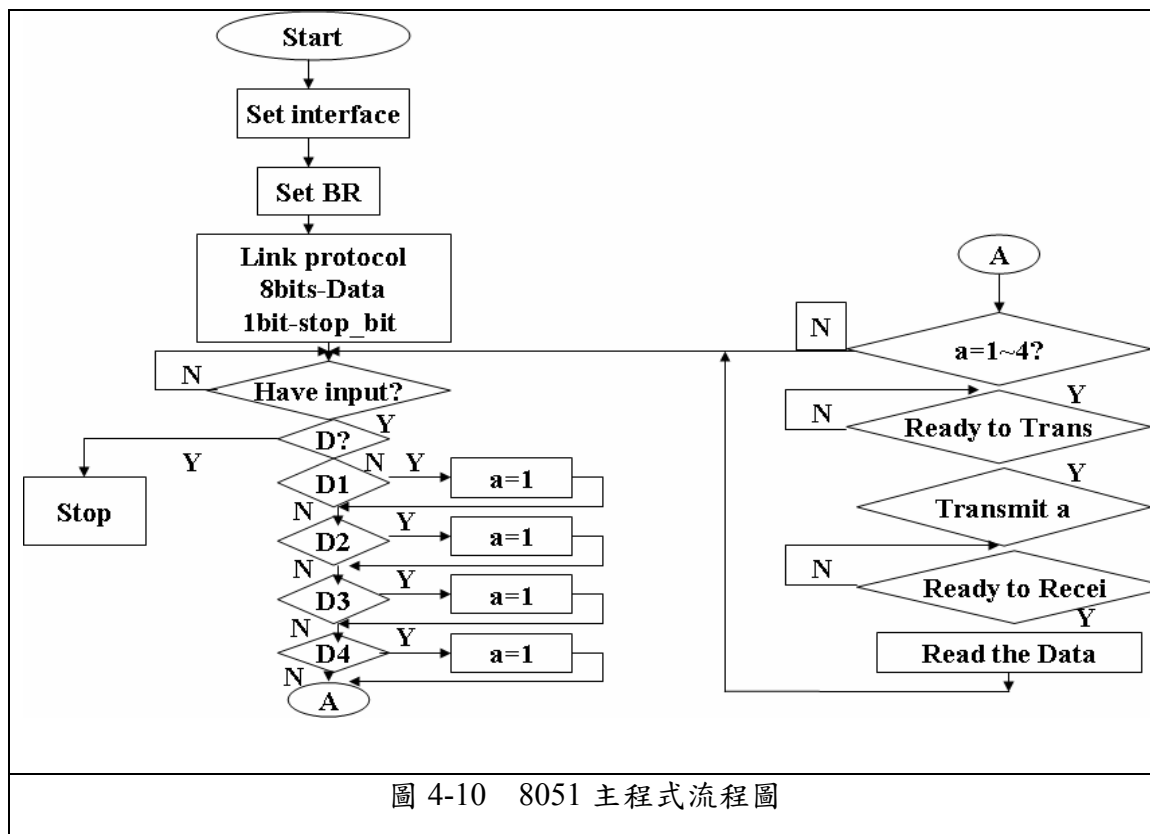 Start
Set interface
Set BR
Link protocol
8bits-Data
1bit-stop_bit
N
Have input?
Y
D?
Y
Stop
N
D1
Y
a=1
N
D2
Y
a=1
N
D3
Y
a=1
N
D4
Y
a=1
N
A
A
N
a=1~4?
Y
N
Ready to Trans
Y
Transmit a
N
Ready to Recei
Y
Read the Data
圖 4-10 8051 主程式流程圖